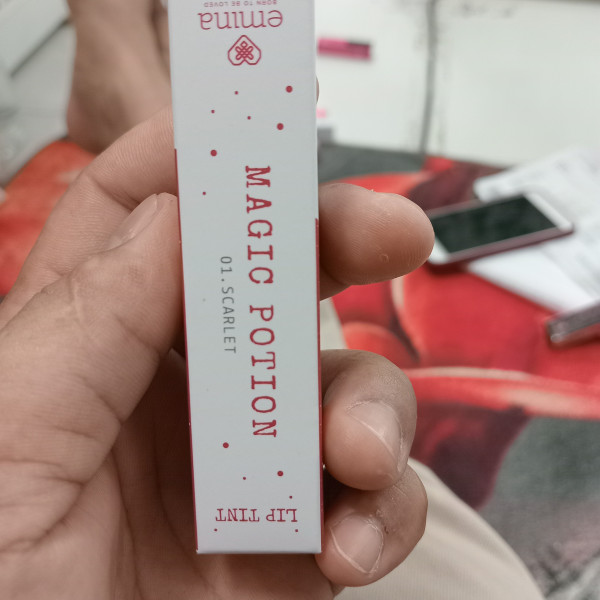 emina
BORN TO BE LOVED
MAGIC POTION
01.SCARLET
LIP TINT